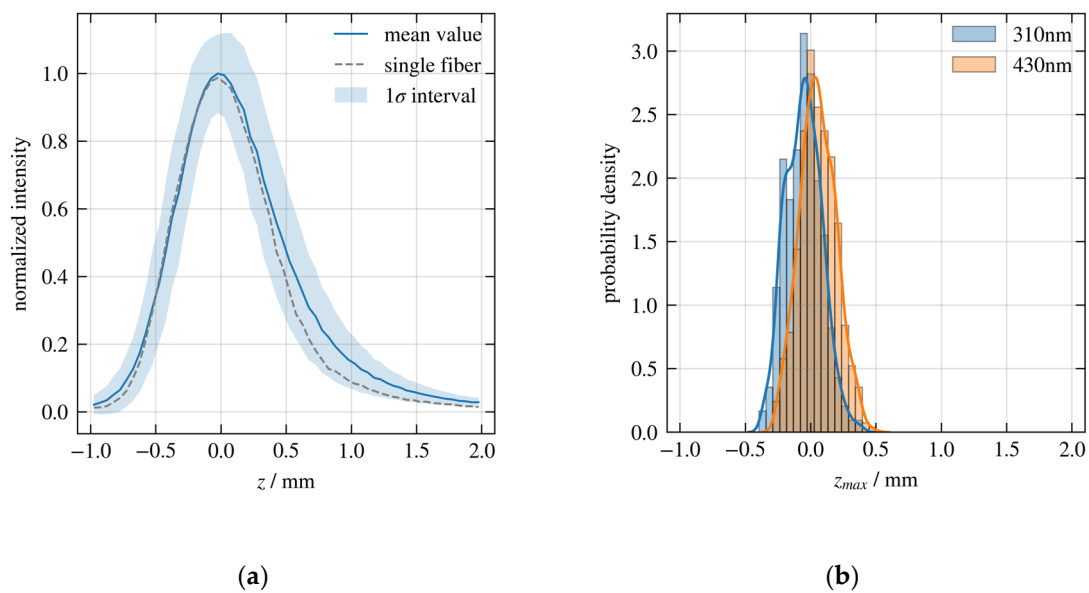 mean value
single fiber
1σ interval
1.0
0.8
0.6
0.4
0.2
0.0
normalized intensity
−1.0 −0.5 0.0 0.5 1.0 1.5 2.0
z / mm
(a)
310nm
430nm
3.0
2.5
2.0
1.5
1.0
0.5
0.0
probability density
−1.0 −0.5 0.0 0.5 1.0 1.5 2.0
zmax / mm
(b)